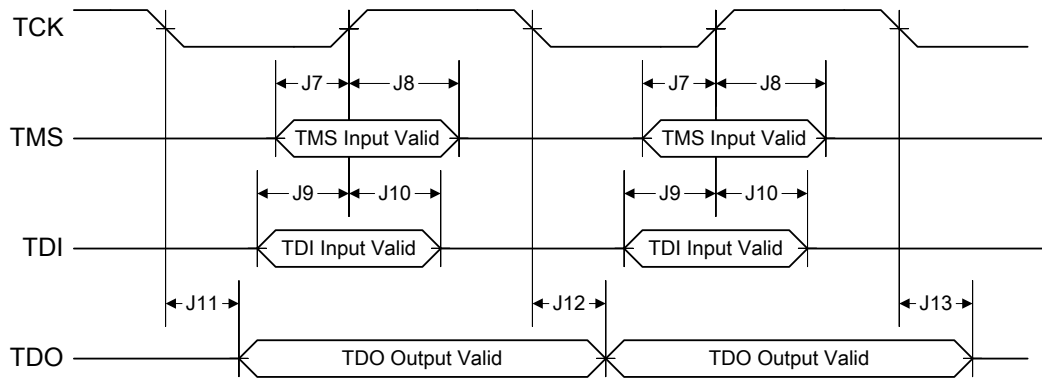 TCK
J7 J8 J7 J8
TMS TMS Input Valid TMS Input Valid
J9 J10 J9 J10
TDI TDI Input Valid TDI Input Valid
J11 J12 J13
TDO TDO Output Valid TDO Output Valid